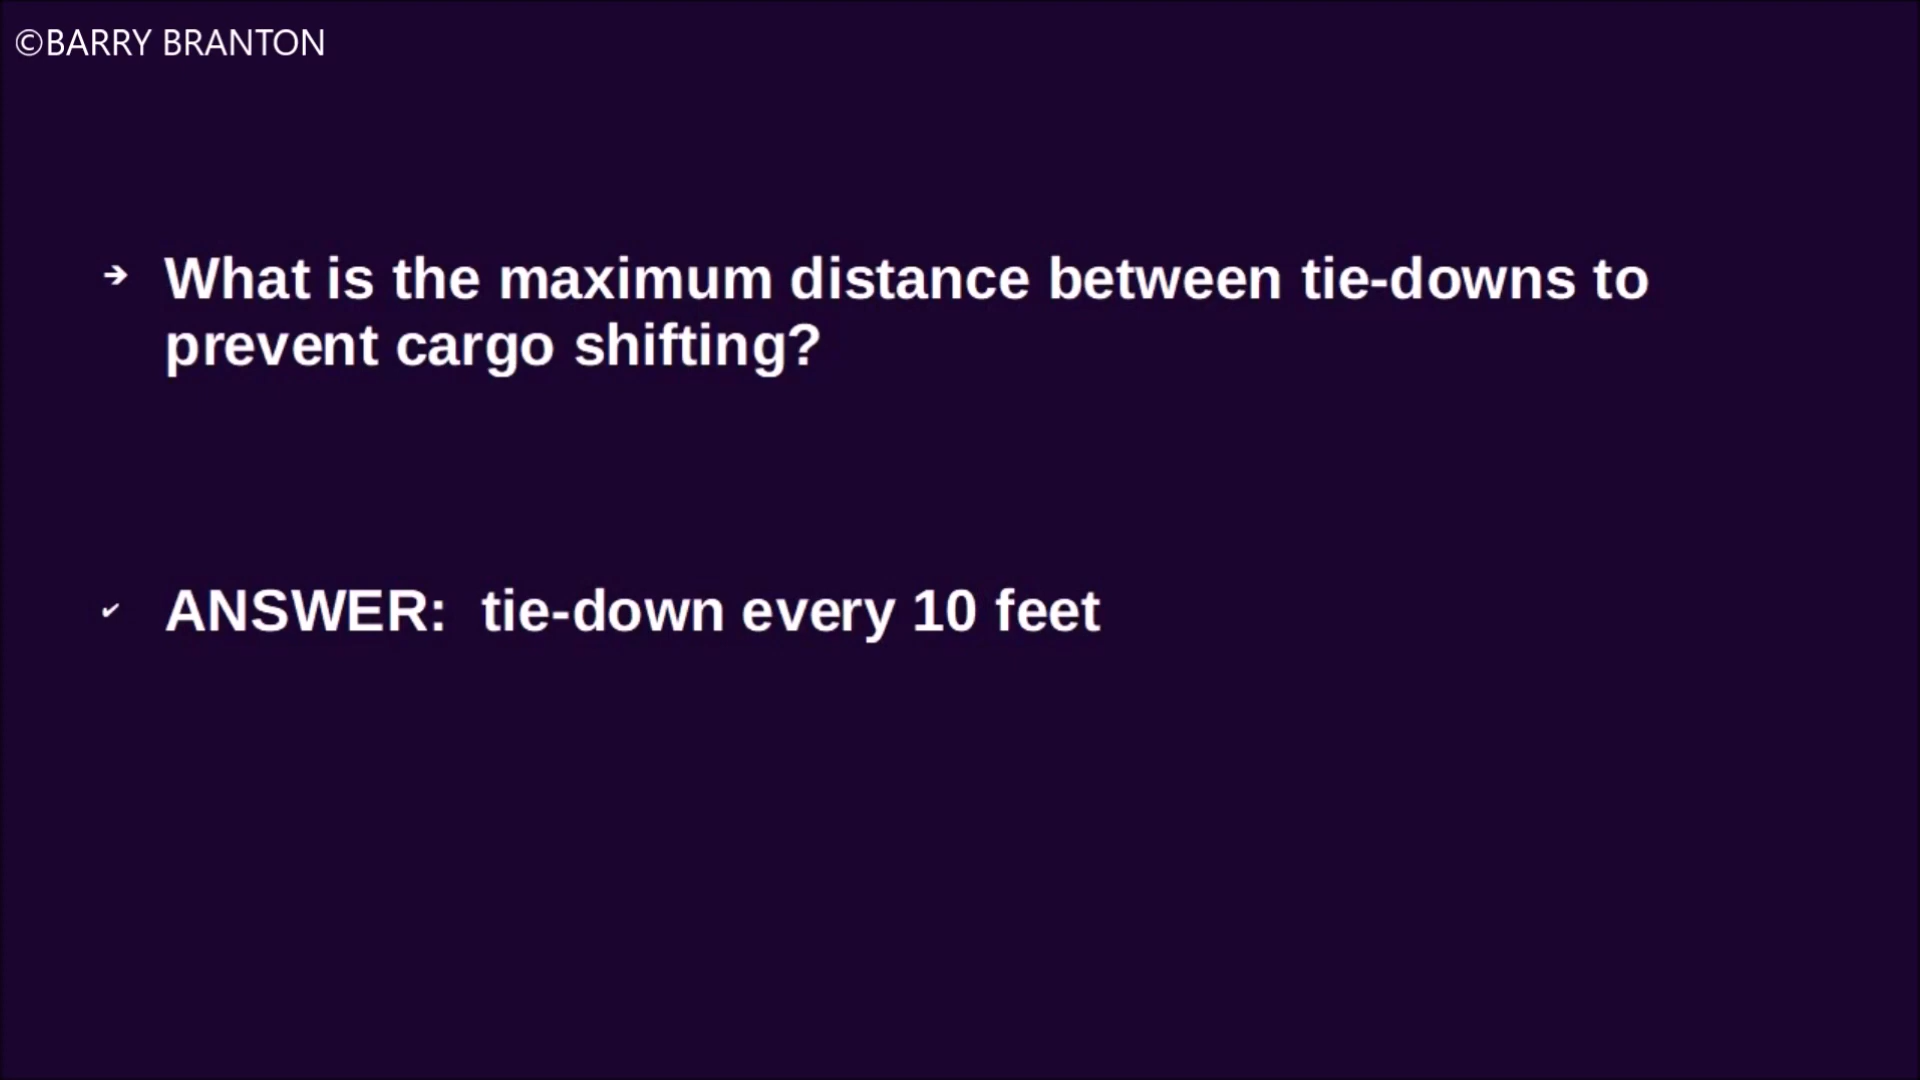 ©BARRY BRANTON
➔ What is the maximum distance between tie-downs to
prevent cargo shifting?
✔ ANSWER:  tie-down every 10 feet